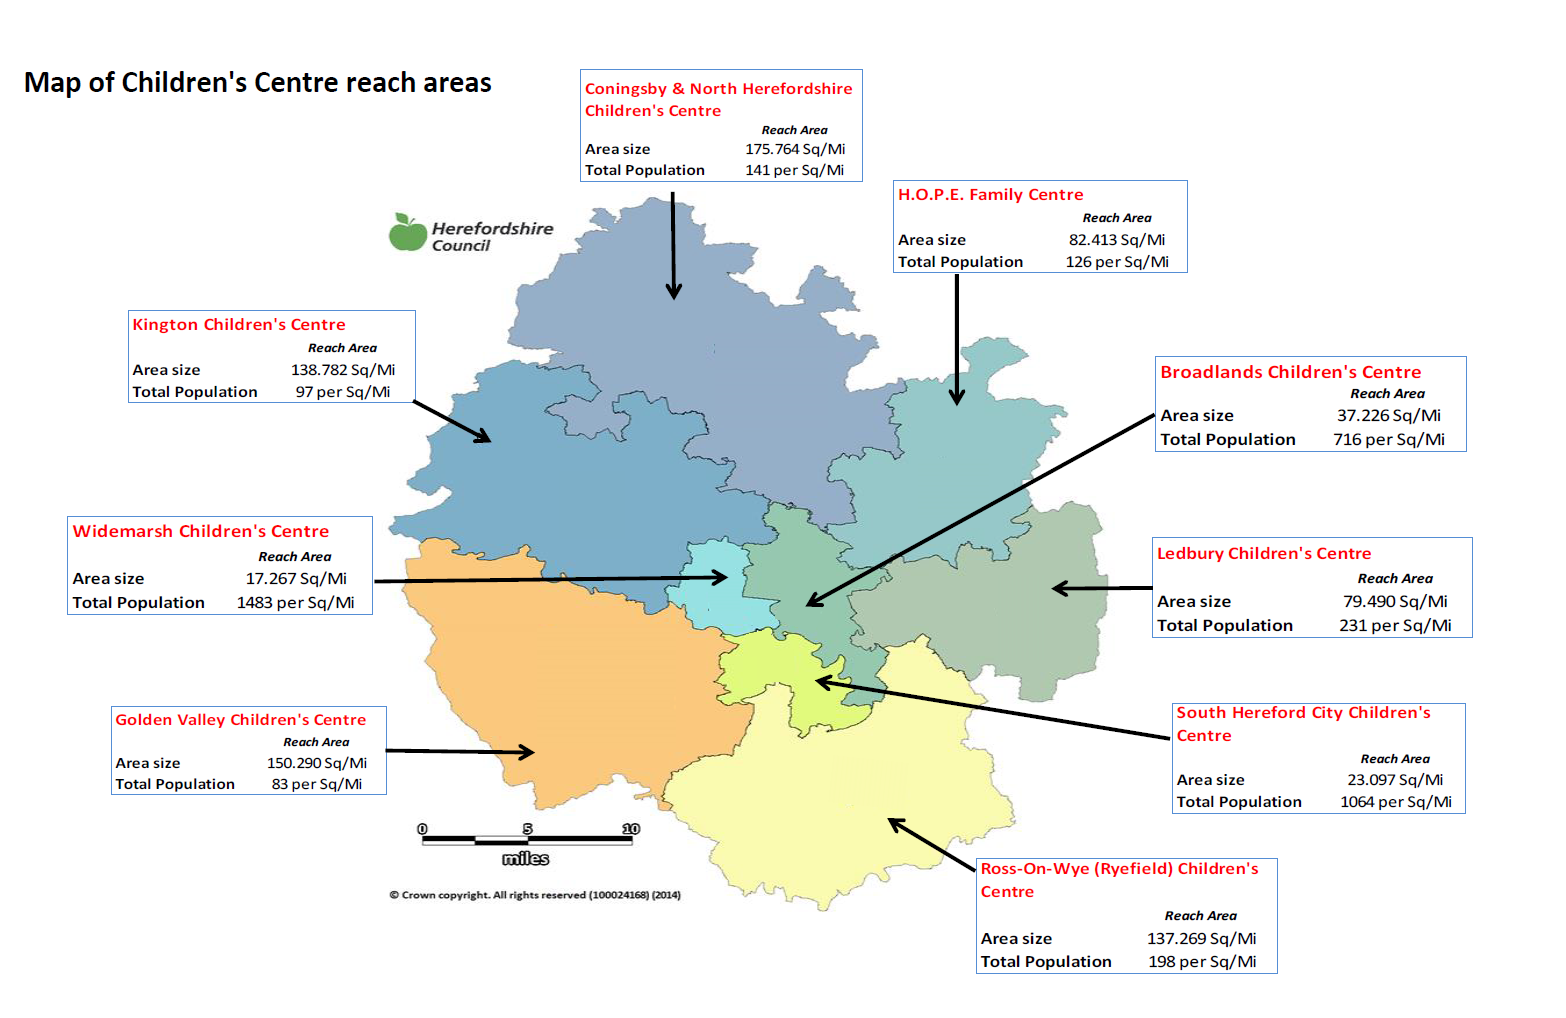 Map of Children's Centre reach areas
Coningsby & North Herefordshire
Children's Centre
Reach Area
Area size 175.764 Sq/Mi
Total Population 141 per Sq/Mi
H.O.P.E. Family Centre
Reach Area
Area size 82.413 Sq/Mi
Total Population 126 per Sq/Mi
Herefordshire
Council
Kington Children's Centre
Reach Area
Area size 138.782 Sq/Mi
Total Population 97 per Sq/Mi
Broadlands Children's Centre
Reach Area
Area size 37.226 Sq/Mi
Total Population 716 per Sq/Mi
Widemarsh Children's Centre
Reach Area
Area size 17.267 Sq/Mi
Total Population 1483 per Sq/Mi
Ledbury Children's Centre
Reach Area
Area size 79.490 Sq/Mi
Total Population 231 per Sq/Mi
Golden Valley Children's Centre
Reach Area
Area size 150.290 Sq/Mi
Total Population 83 per Sq/Mi
South Hereford City Children's
Centre
Reach Area
Area size 23.097 Sq/Mi
Total Population 1064 per Sq/Mi
0 5 10
miles
Ross-On-Wye (Ryefield) Children's
Centre
Reach Area
Area size 137.269 Sq/Mi
Total Population 198 per Sq/Mi
© Crown copyright. All rights reserved (100024168) (2014)